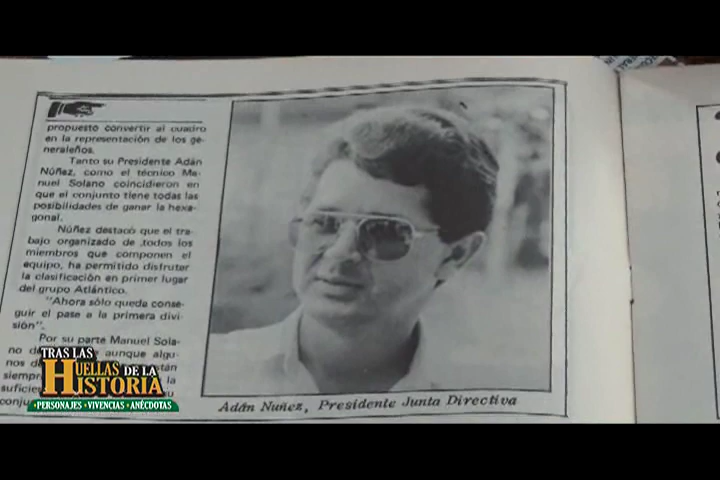 propuesto convertir al cuadro
en la representación de los ge-
neraleños.
Tanto su Presidente Adán
Núñez, como el técnico Ma-
nuel Solano coincidieron en
que el conjunto tiene todas las
posibilidades de ganar la hexa-
gonal.
Núñez destacó que el tra-
bajo organizado de todos los
miembros que componen el
equipo, ha permitido disfrutar
la clasificación en primer lugar
del grupo Atlántico.
"Ahora sólo queda conse-
guir el pase a la primera divi-
sión".
Por su parte Manuel Sola-
no aunque algu-
nos
siempre la
suficie
conju
Adán Nuñez, Presidente Junta Directiva
TRAS LAS
HUELLAS DE LA
HISTORIA
• PERSONAJES • VIVENCIAS • ANÉCDOTAS